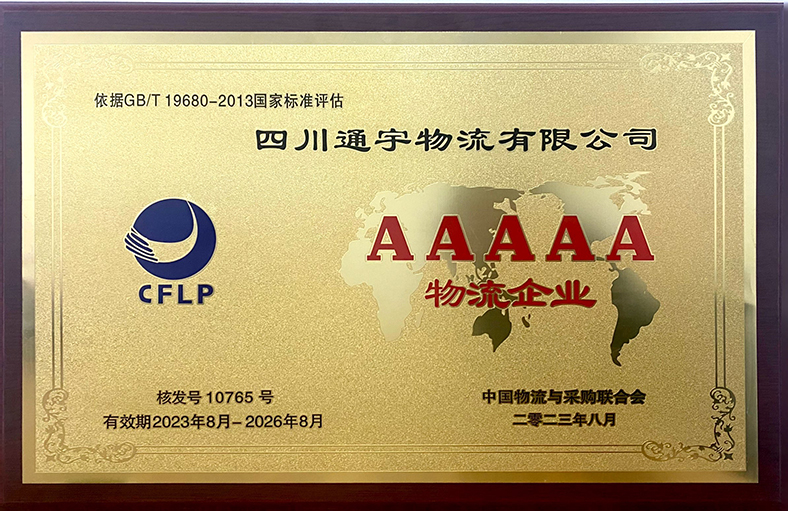 依据GB/T 19680-2013国家标准评估
四川通宇物流有限公司
AAAAA
物流企业
CFLP
核发号 10765 号
有效期2023年8月-2026年8月
中国物流与采购联合会
二零二三年八月